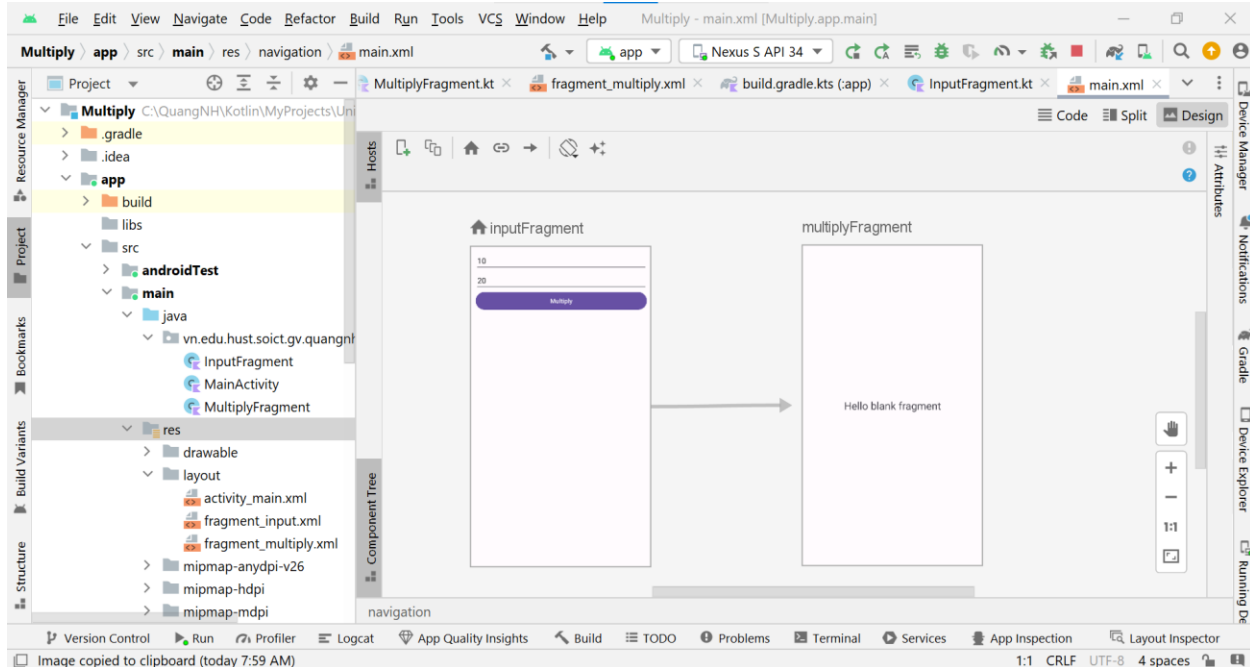 File Edit View Navigate Code Refactor Build Run Tools VCS Window Help Multiply - main.xml [Multiply.app.main]
Multiply app src main res navigation main.xml app Nexus S API 34
Project MultiplyFragment.kt fragment_multiply.xml build.gradle.kts (:app) InputFragment.kt main.xml
Code Split Design
Resource Manager
Project
Bookmarks
Build Variants
Structure
Multiply C:\QuangNH\Kotlin\MyProjects\Uni
.gradle
.idea
app
build
libs
src
androidTest
main
java
vn.edu.hust.soict.gv.quangnh
InputFragment
MainActivity
MultiplyFragment
res
drawable
layout
activity_main.xml
fragment_input.xml
fragment_multiply.xml
mipmap-anydpi-v26
mipmap-hdpi
mipmap-mdpi
Hosts
Component Tree
inputFragment
10
20
Multiply
multiplyFragment
Hello blank fragment
1:1
navigation
Attributes
Device Manager
Notifications
Gradle
Device Explorer
Running De
Version Control Run Profiler Logcat App Quality Insights Build TODO Problems Terminal Services App Inspection Layout Inspector
Image copied to clipboard (today 7:59 AM) 1:1 CRLF UTF-8 4 spaces